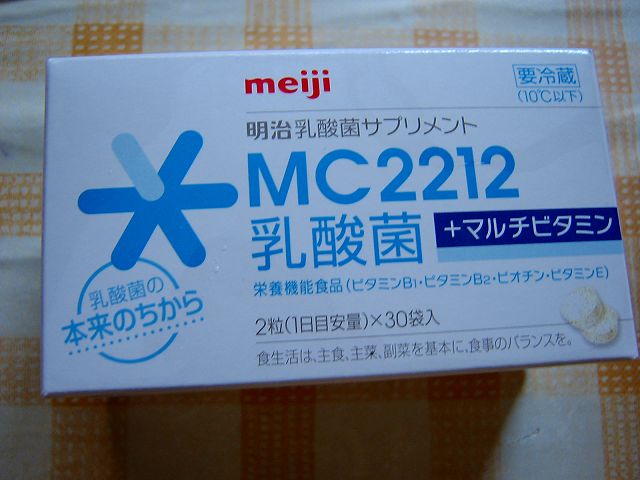 meiji
要冷蔵
(10℃以下)
明治乳酸菌サプリメント
MC2212
乳酸菌
+マルチビタミン
栄養機能食品(ビタミンB1・ビタミンB2・ビオチン・ビタミンE)
乳酸菌の
本来のちから
2粒(1日目安量)×30袋入
食生活は、主食、主菜、副菜を基本に、食事のバランスを。